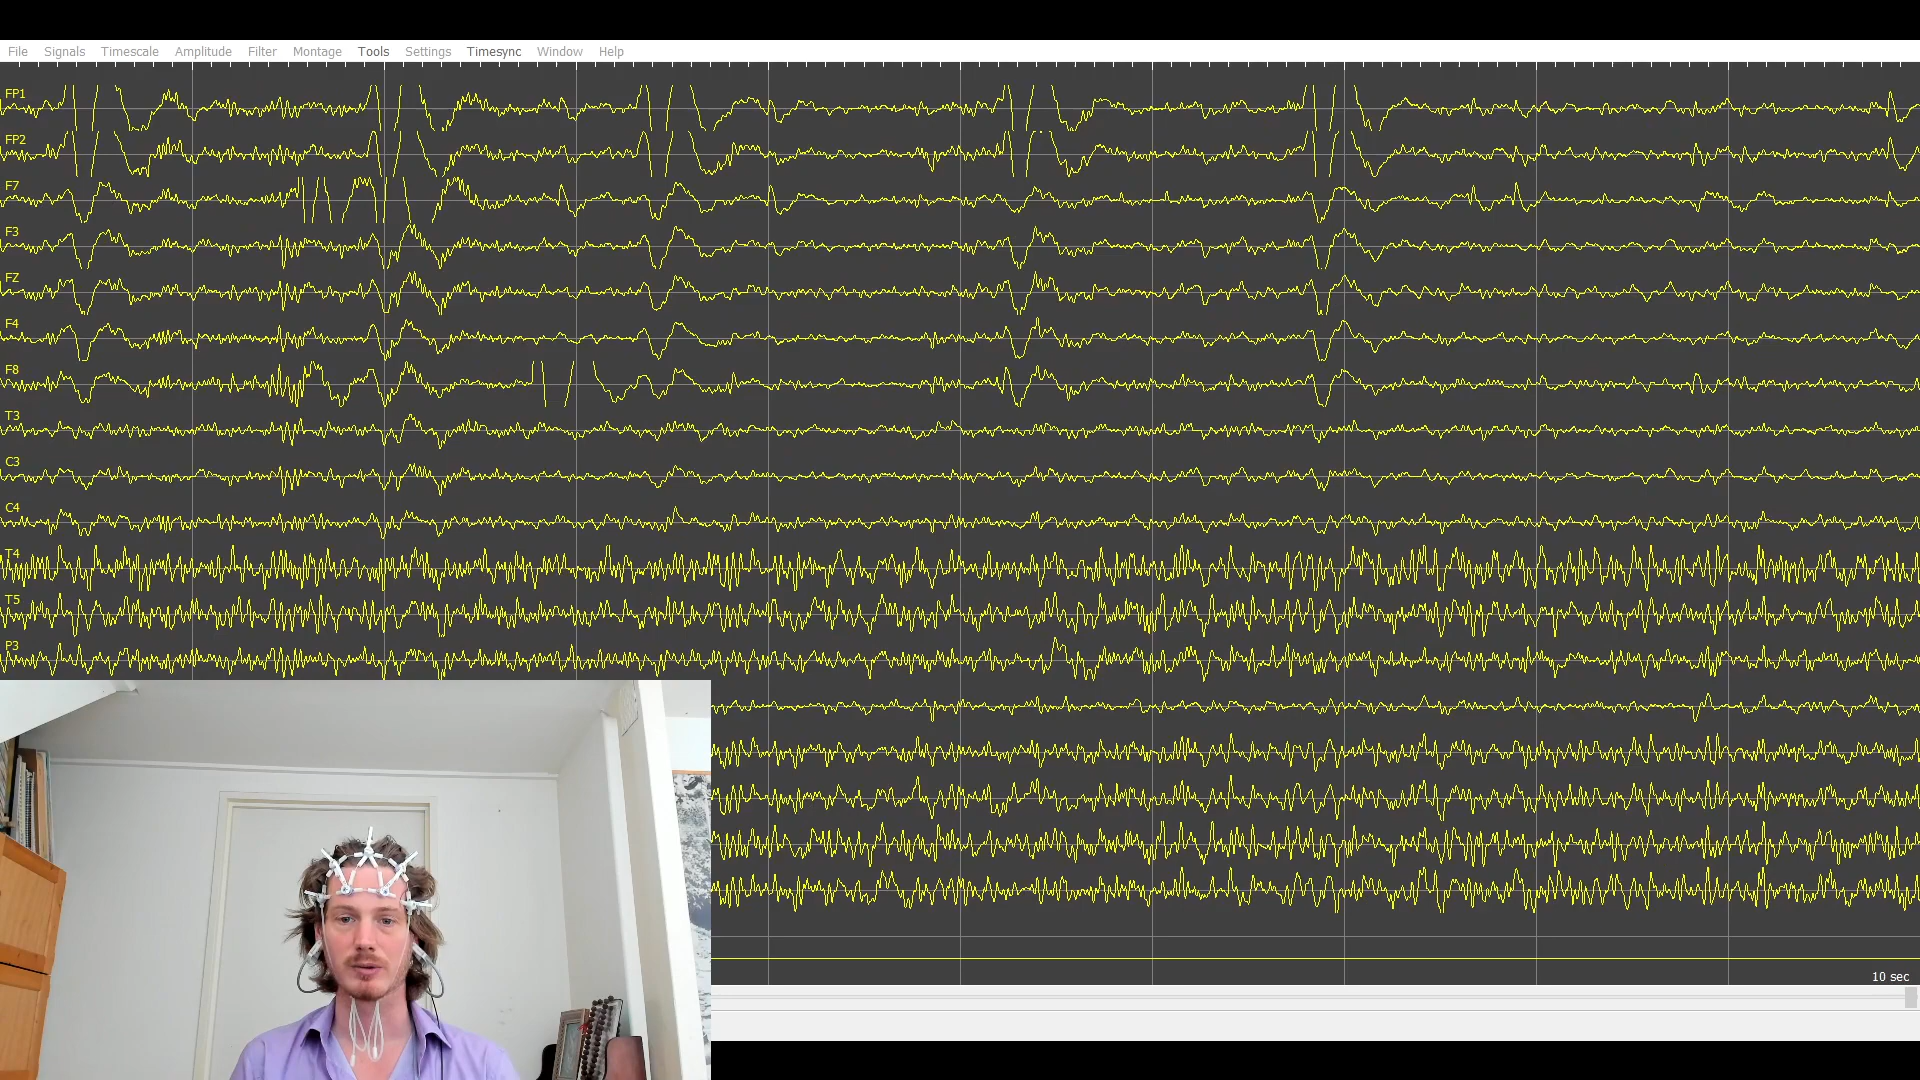 File Signals Timescale Amplitude Filter Montage Tools Settings Timesync Window Help
FP1
FP2
F7
F3
FZ
F4
F8
T3
C3
C4
T4
T5
P3
10 sec